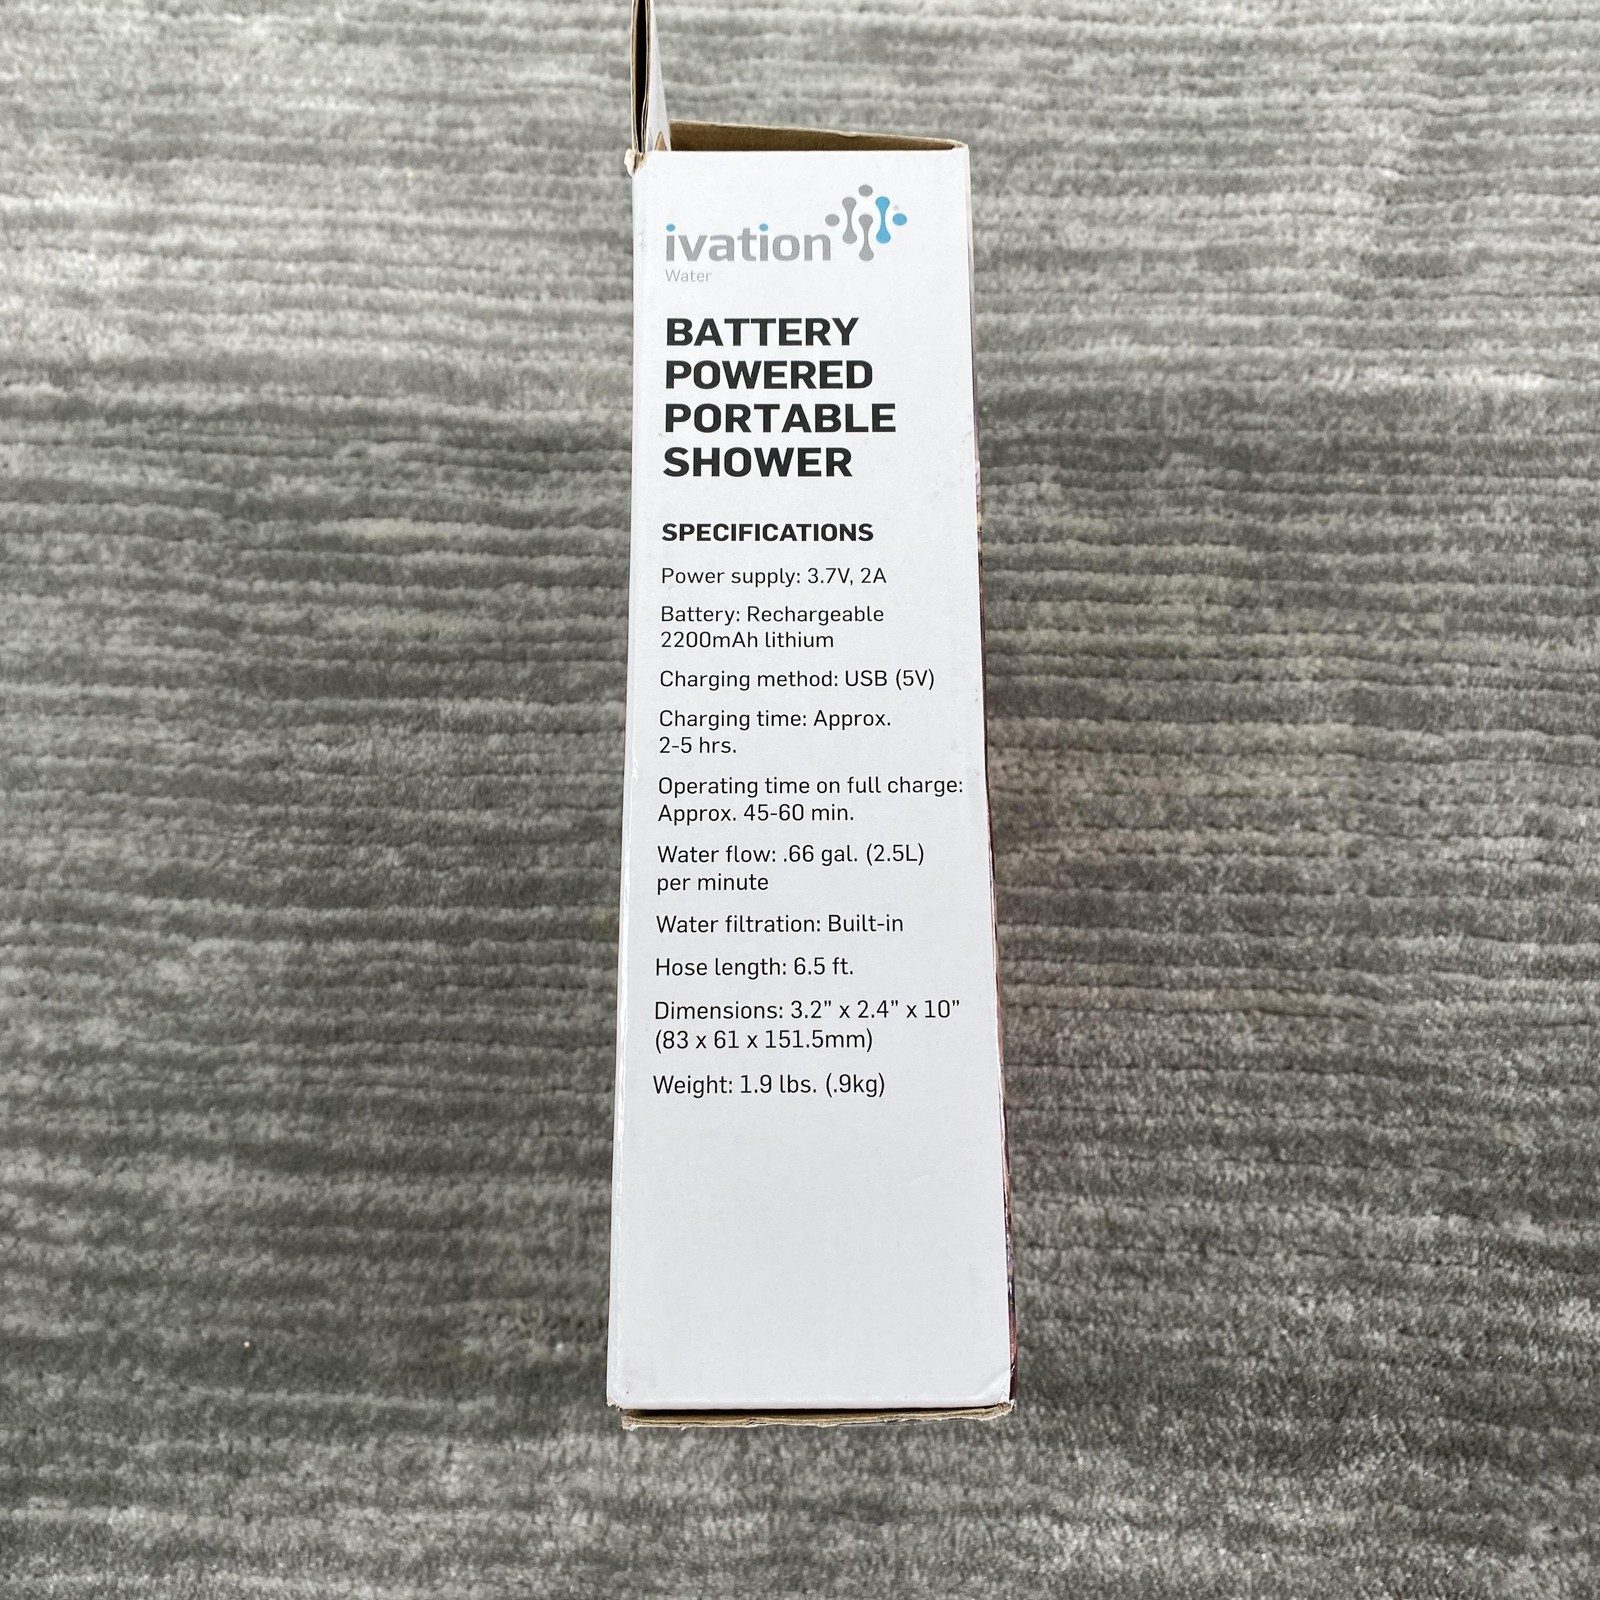 ivation
Water
BATTERY
POWERED
PORTABLE
SHOWER
SPECIFICATIONS
Power supply: 3.7V, 2A
Battery: Rechargeable
2200mAh lithium
Charging method: USB (5V)
Charging time: Approx.
2-5 hrs.
Operating time on full charge:
Approx. 45-60 min.
Water flow: .66 gal. (2.5L)
per minute
Water filtration: Built-in
Hose length: 6.5 ft.
Dimensions: 3.2" x 2.4" x 10"
(83 x 61 x 151.5mm)
Weight: 1.9 lbs. (.9kg)